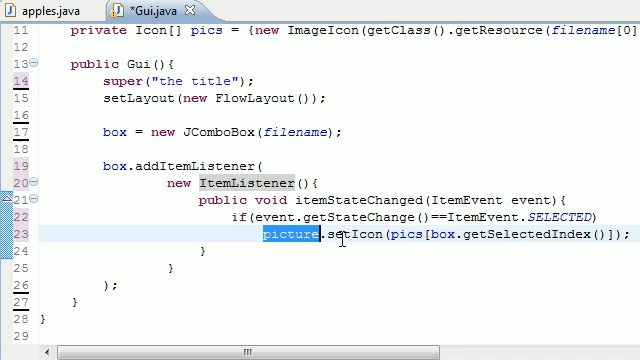 apples.java *Gui.java
11 private Icon[] pics = {new ImageIcon(getClass().getResource(filename[0]
12
13 public Gui(){
14 super("the title");
15 setLayout(new FlowLayout());
16
17 box = new JComboBox(filename);
18
19 box.addItemListener(
20 new ItemListener(){
21 public void itemStateChanged(ItemEvent event){
22 if(event.getStateChange()==ItemEvent.SELECTED)
23 picture.setIcon(pics[box.getSelectedIndex()]);
24 }
25 }
26 );
27 }
28 }
29